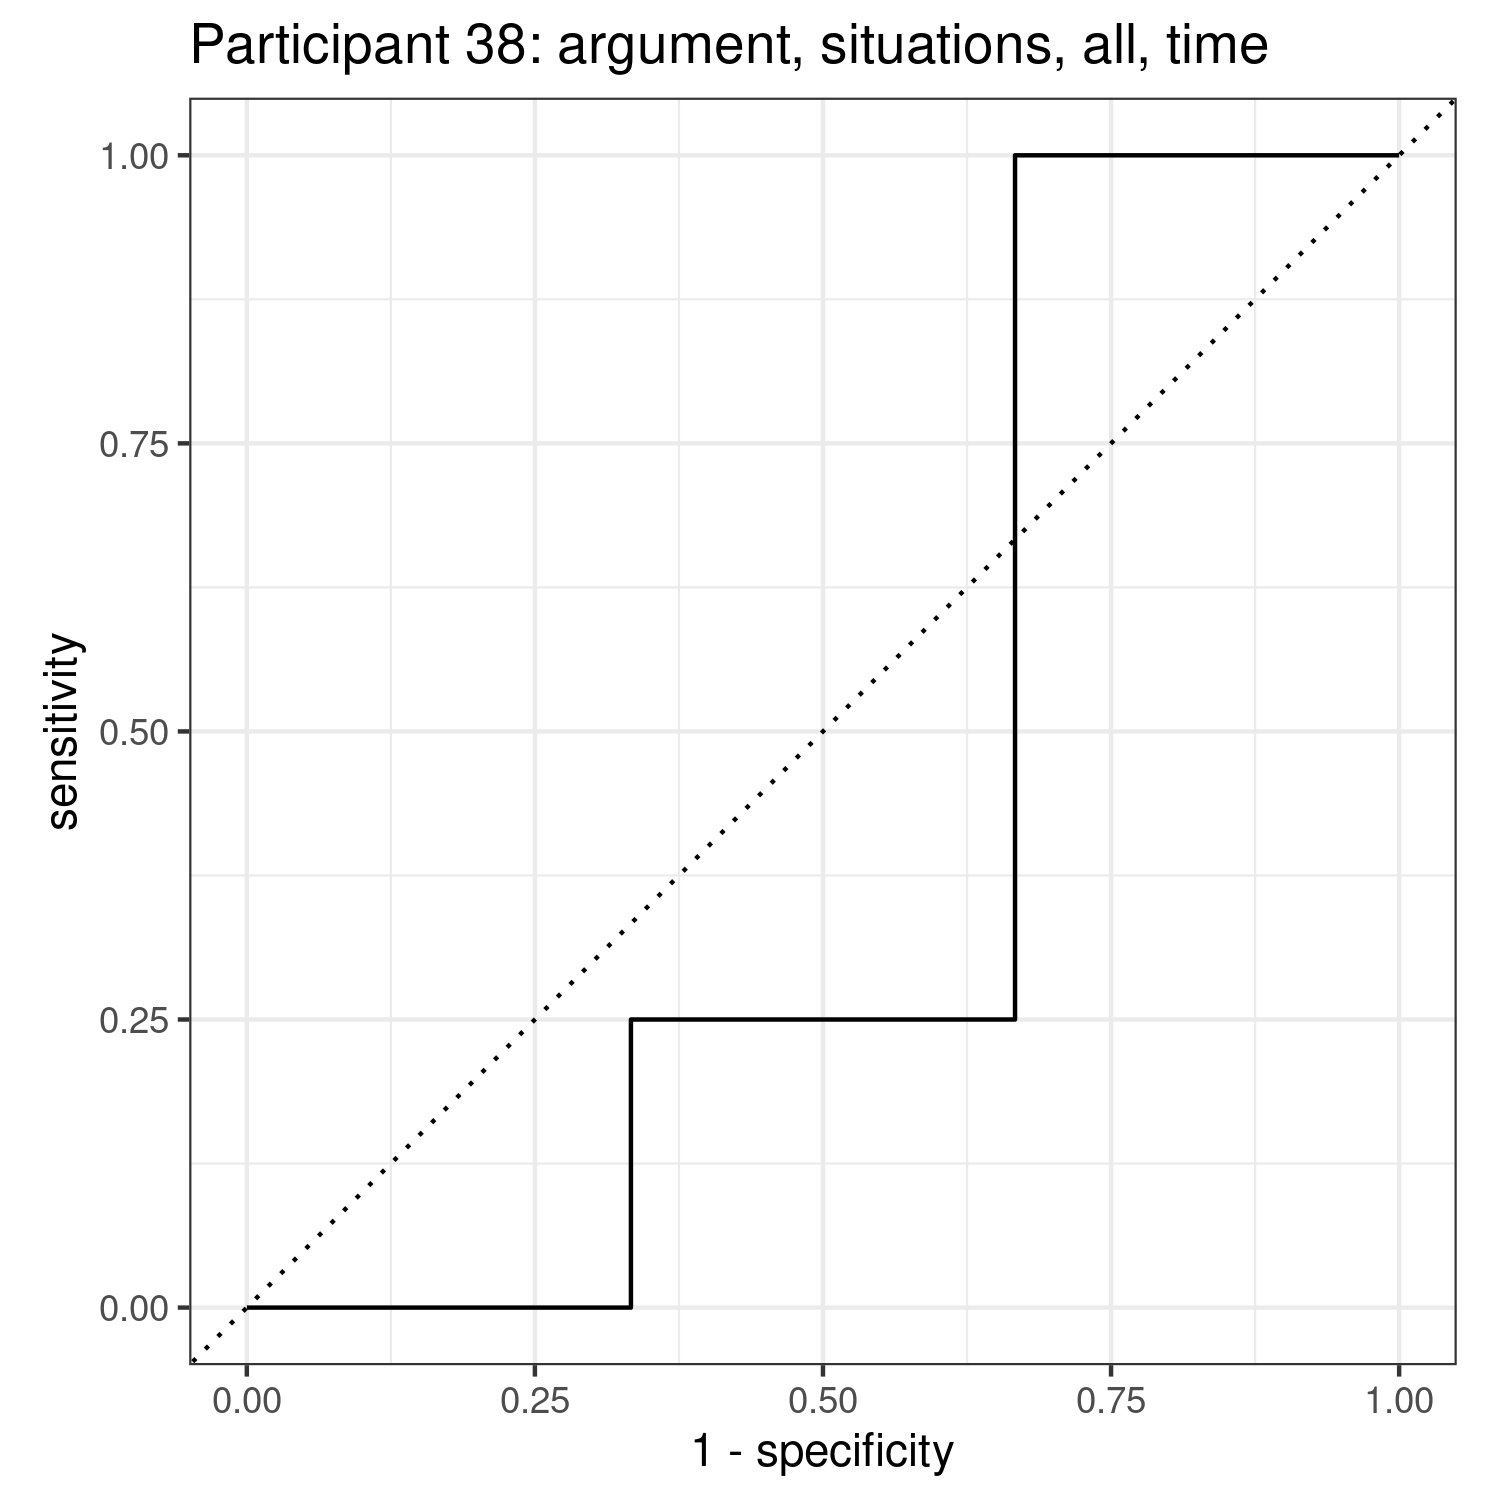 Participant 38: argument, situations, all, time
1.00
0.75
0.50
0.25
0.00
sensitivity
0.00 0.25 0.50 0.75 1.00
1 - specificity